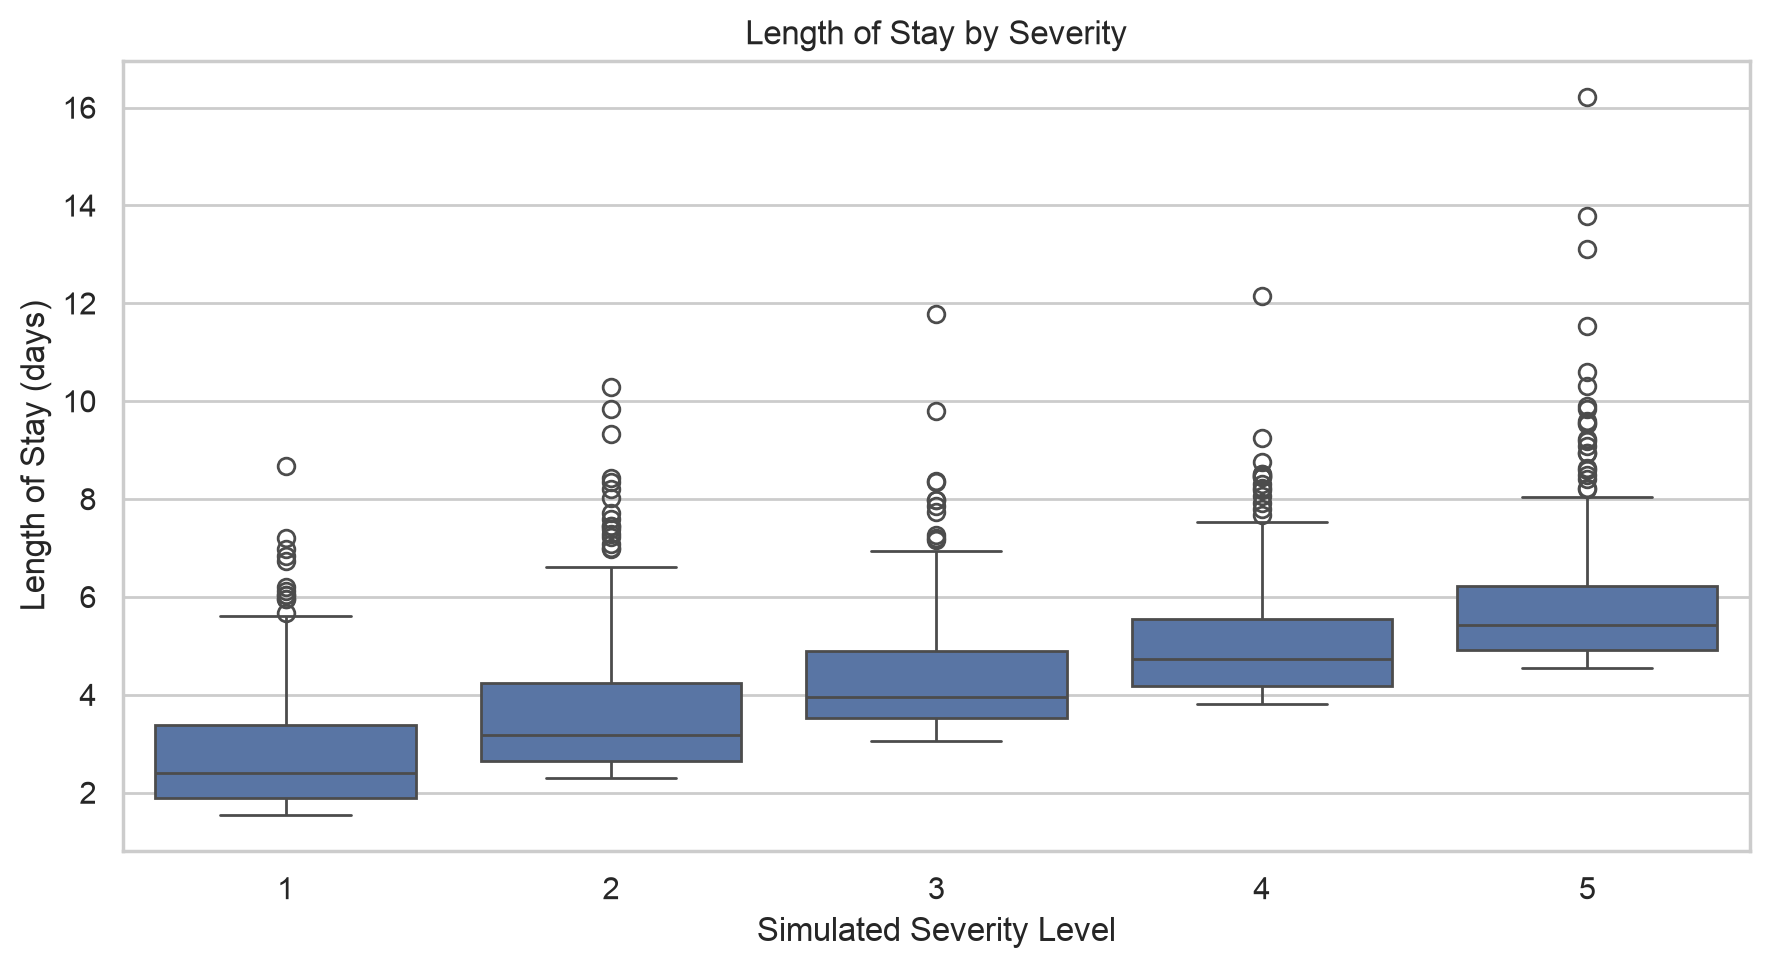 Length of Stay by Severity
Length of Stay (days)
16
14
12
10
8
6
4
2
1 2 3 4 5
Simulated Severity Level